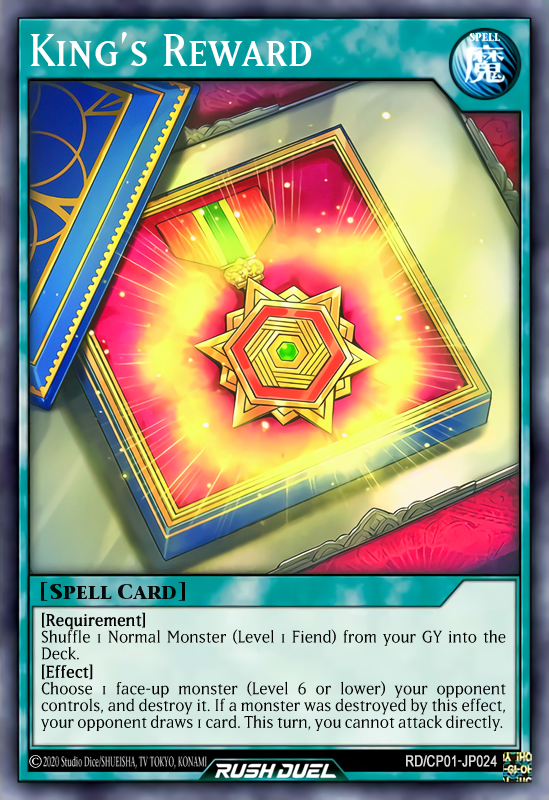 King's Reward
SPELL
魔
[Spell Card]
[Requirement]
Shuffle 1 Normal Monster (Level 1 Fiend) from your GY into the
Deck.
[Effect]
Choose 1 face-up monster (Level 6 or lower) your opponent
controls, and destroy it. If a monster was destroyed by this effect,
your opponent draws 1 card. This turn, you cannot attack directly.
©2020 Studio Dice/SHUEISHA, TV TOKYO, KONAMI
RUSH DUEL
RD/CP01-JP024